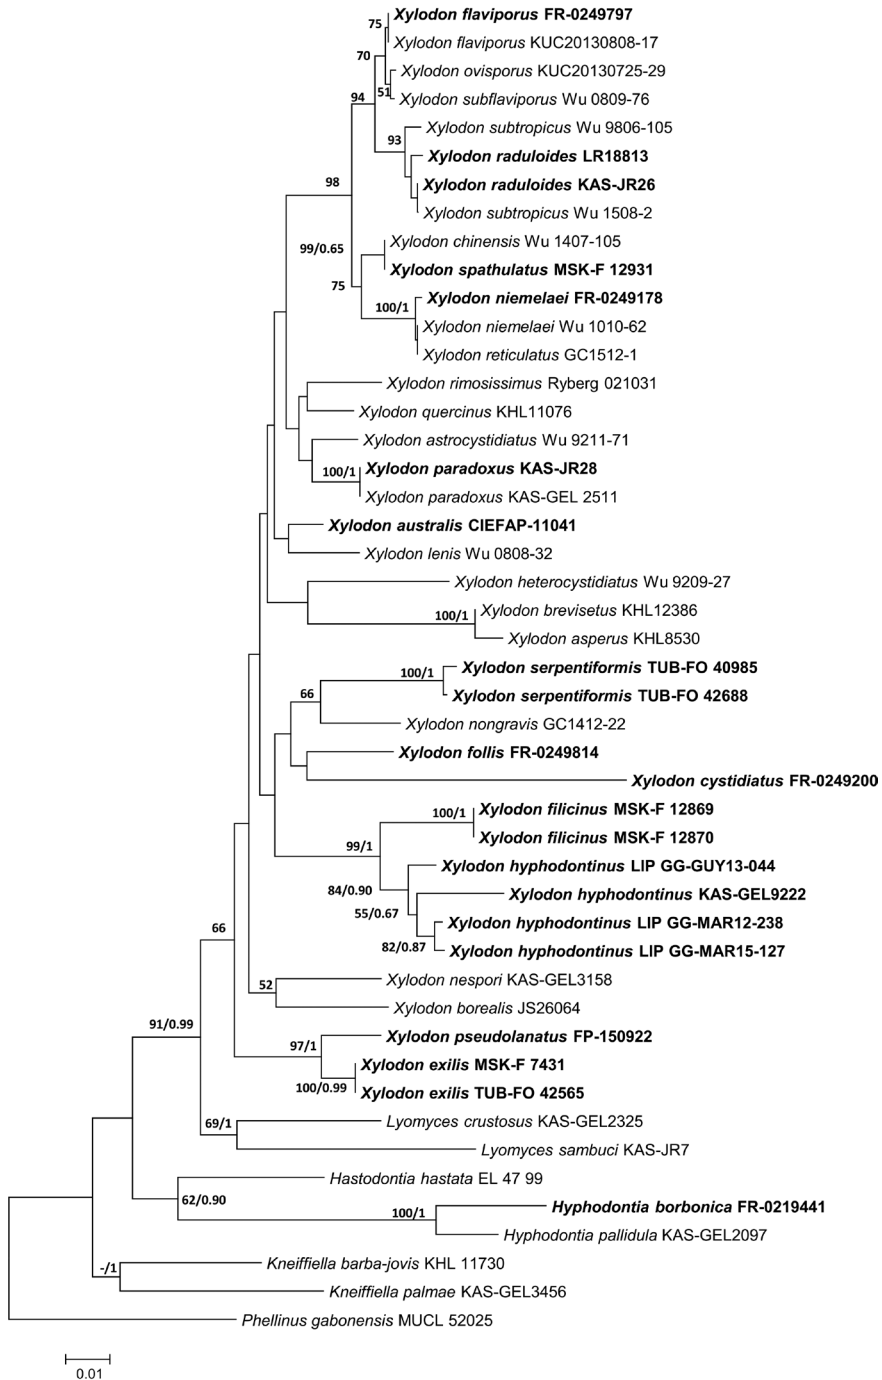 Xylodon flaviporus FR-0249797
75
Xylodon flaviporus KUC20130808-17
70
Xylodon ovisporus KUC20130725-29
51
94
Xylodon subflaviporus Wu 0809-76
Xylodon subtropicus Wu 9806-105
93
Xylodon raduloides LR18813
98
Xylodon raduloides KAS-JR26
Xylodon subtropicus Wu 1508-2
Xylodon chinensis Wu 1407-105
99/0.65
Xylodon spathulatus MSK-F 12931
75
Xylodon niemelaei FR-0249178
100/1
Xylodon niemelaei Wu 1010-62
Xylodon reticulatus GC1512-1
Xylodon rimosissimus Ryberg 021031
Xylodon quercinus KHL11076
Xylodon astrocystidiatus Wu 9211-71
Xylodon paradoxus KAS-JR28
100/1
Xylodon paradoxus KAS-GEL 2511
Xylodon australis CIEFAP-11041
Xylodon lenis Wu 0808-32
Xylodon heterocystidiatus Wu 9209-27
Xylodon brevisetus KHL12386
100/1
Xylodon asperus KHL8530
Xylodon serpentiformis TUB-FO 40985
100/1
Xylodon serpentiformis TUB-FO 42688
66
Xylodon nongravis GC1412-22
Xylodon follis FR-0249814
Xylodon cystidiatus FR-0249200
Xylodon filicinus MSK-F 12869
100/1
Xylodon filicinus MSK-F 12870
99/1
Xylodon hyphodontinus LIP GG-GUY13-044
84/0.90
Xylodon hyphodontinus KAS-GEL9222
55/0.67
Xylodon hyphodontinus LIP GG-MAR12-238
82/0.87
Xylodon hyphodontinus LIP GG-MAR15-127
66
Xylodon nespori KAS-GEL3158
52
Xylodon borealis JS26064
91/0.99
Xylodon pseudolanatus FP-150922
97/1
Xylodon exilis MSK-F 7431
100/0.99
Xylodon exilis TUB-FO 42565
Lyomyces crustosus KAS-GEL2325
69/1
Lyomyces sambuci KAS-JR7
Hastodontia hastata EL 47 99
62/0.90
Hyphodontia borbonica FR-0219441
100/1
Hyphodontia pallidula KAS-GEL2097
Kneiffiella barba-jovis KHL 11730
-/1
Kneiffiella palmae KAS-GEL3456
Phellinus gabonensis MUCL 52025
0.01